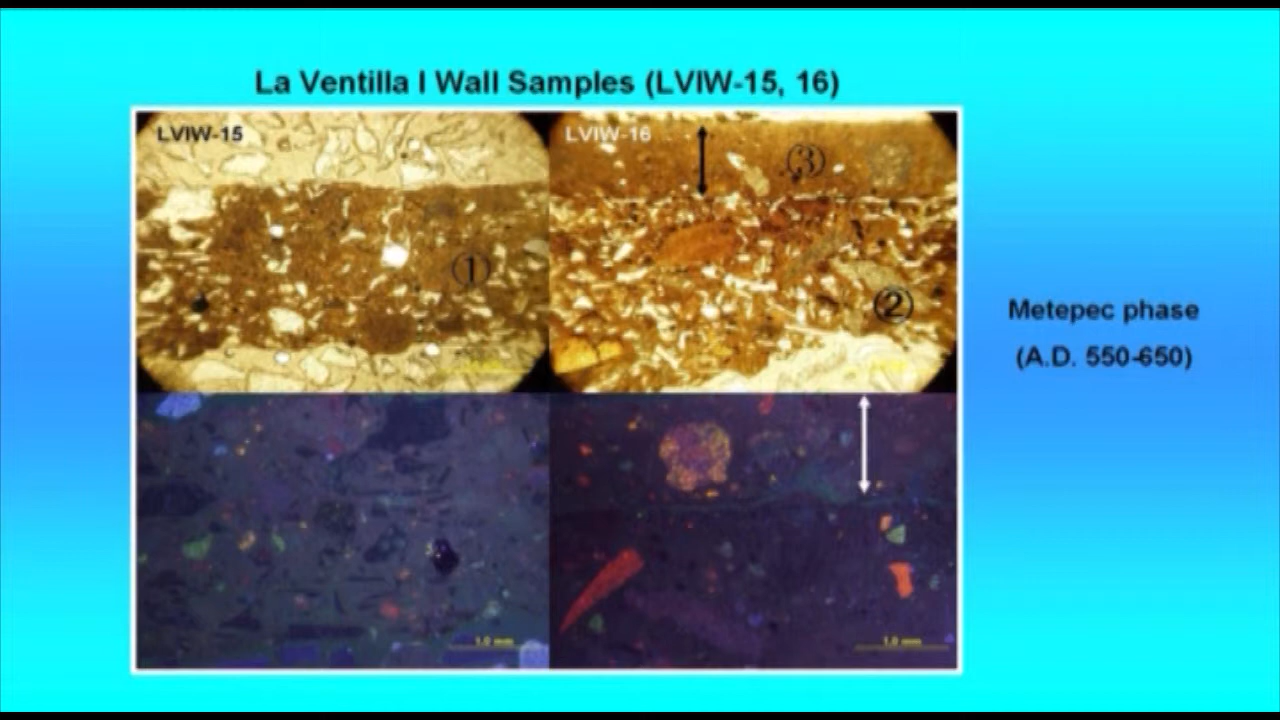 La Ventilla I Wall Samples (LVIW-15, 16)
LVIW-15
LVIW-16
③
①
②
Metepec phase
(A.D. 550-650)
1.0 mm
1.0 mm